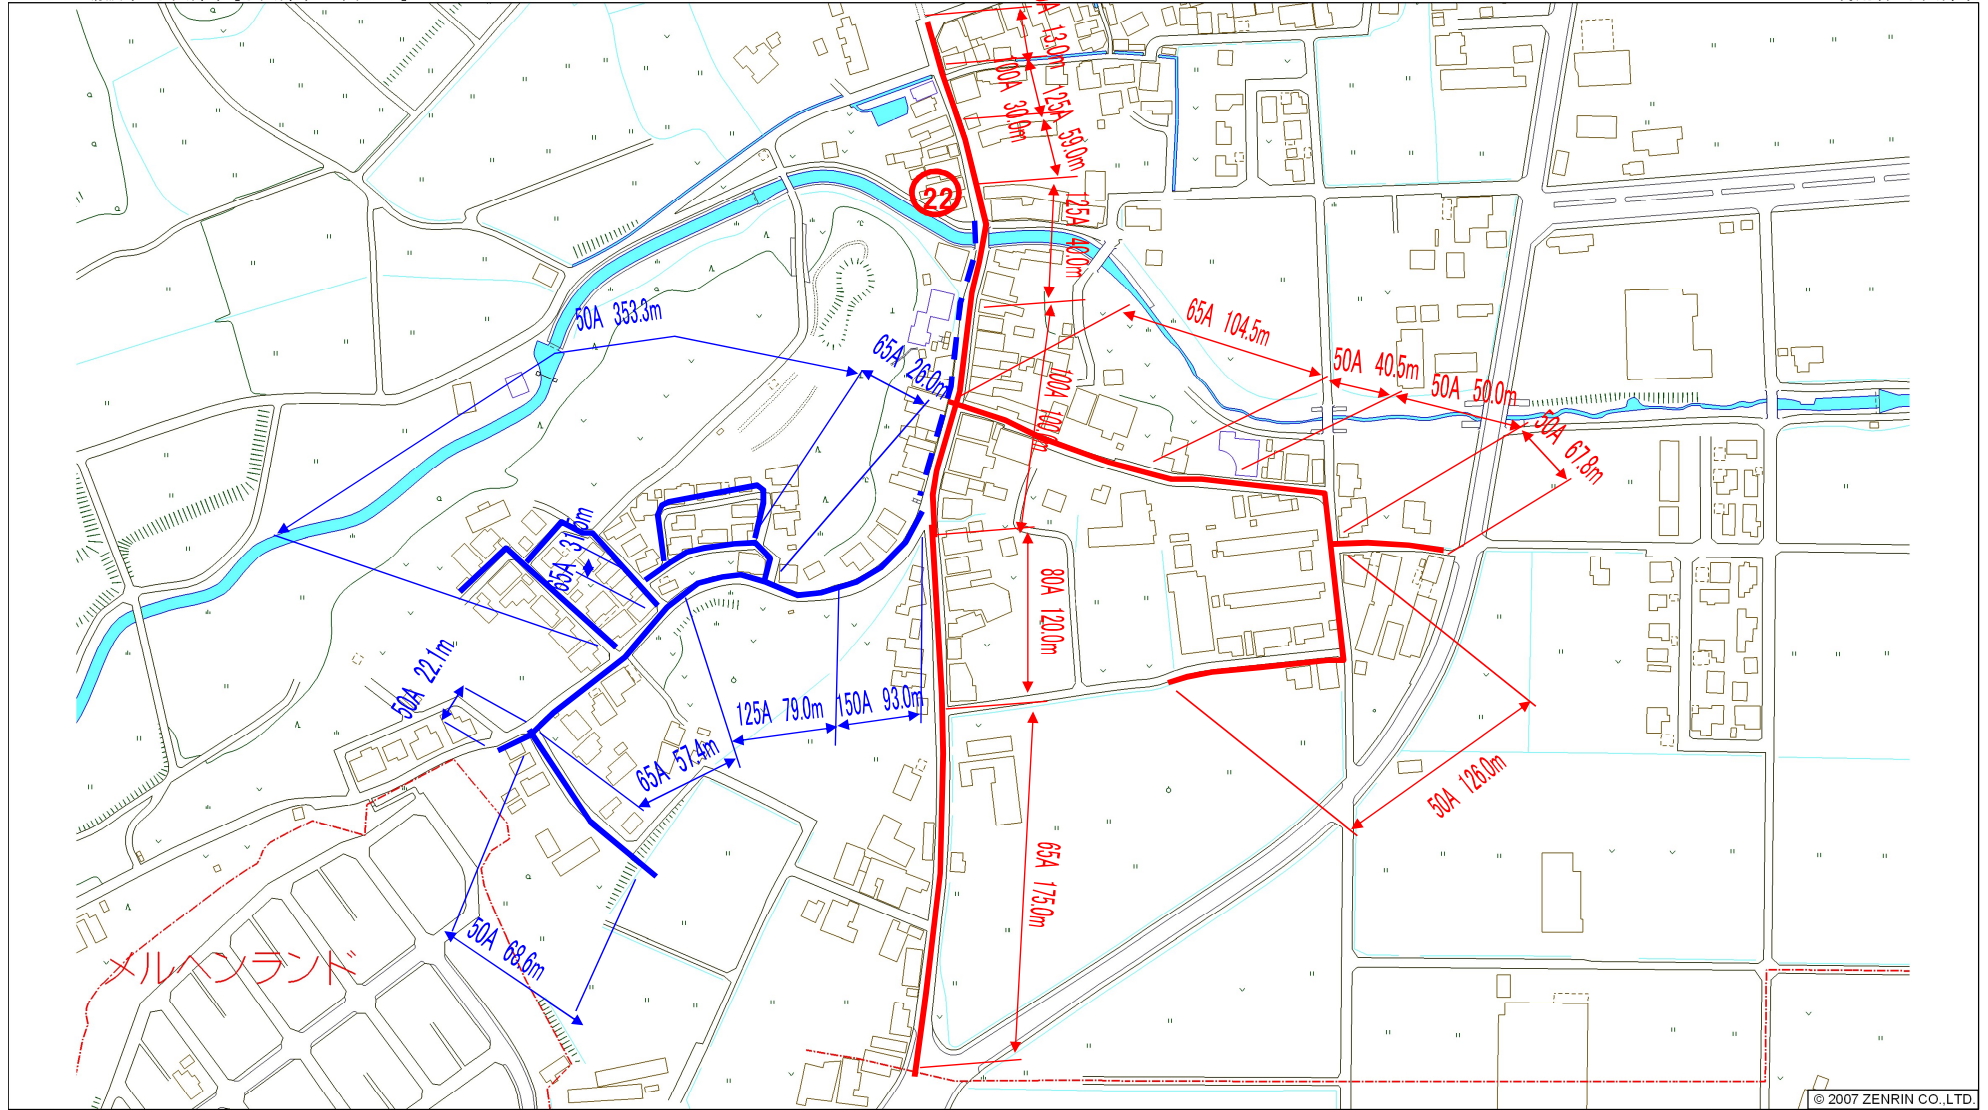 13.0m
125A 59.0m
30.0m
22
125A 40.0m
50A 353.3m
65A 26.0m
65A 104.5m
50A 40.5m
50A 50.0m
50A 67.8m
100A 100.0m
65A 31.5m
80A 120.0m
50A 22.1m
125A 79.0m
150A 93.0m
65A 57.4m
50A 126.0m
65A 175.0m
50A 68.6m
メルヘンランド
© 2007 ZENRIN CO.,LTD.